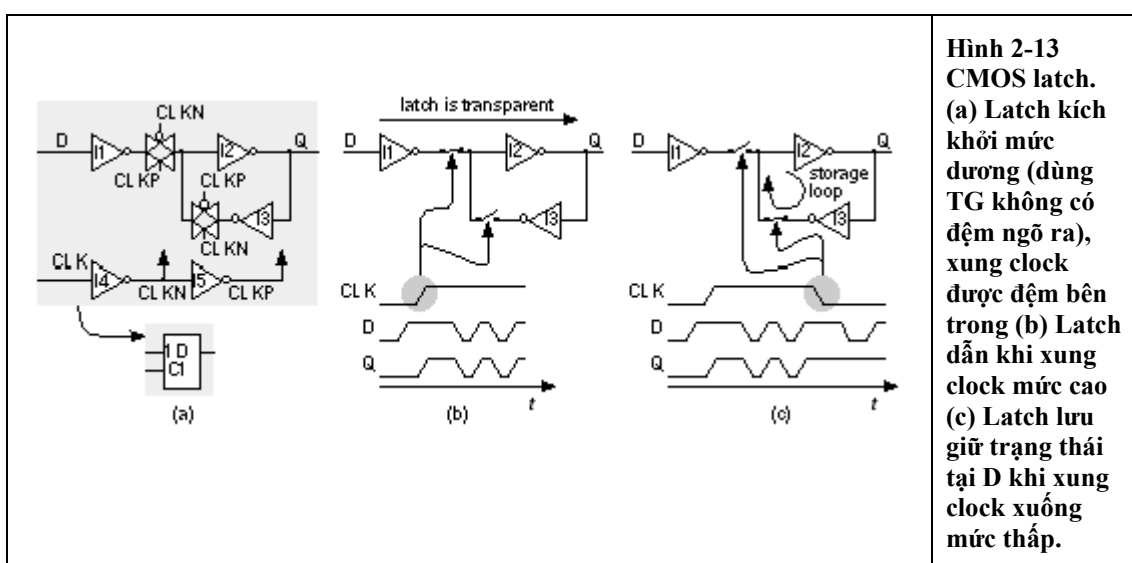 CLKN
D
I1
I2
Q
CLKP
CLKP
I3
CLKN
CLK
I4
CLKN
I5
CLKP
1D
C1
(a)
latch is transparent
D
I1
I2
Q
I3
CLK
D
Q
t
(b)
D
I1
I2
Q
storage
loop
I3
CLK
D
Q
t
(c)
Hình 2-13
CMOS latch.
(a) Latch kích
khởi mức
dương (dùng
TG không có
đệm ngõ ra),
xung clock
được đệm bên
trong (b) Latch
dẫn khi xung
clock mức cao
(c) Latch lưu
giữ trạng thái
tại D khi xung
clock xuống
mức thấp.